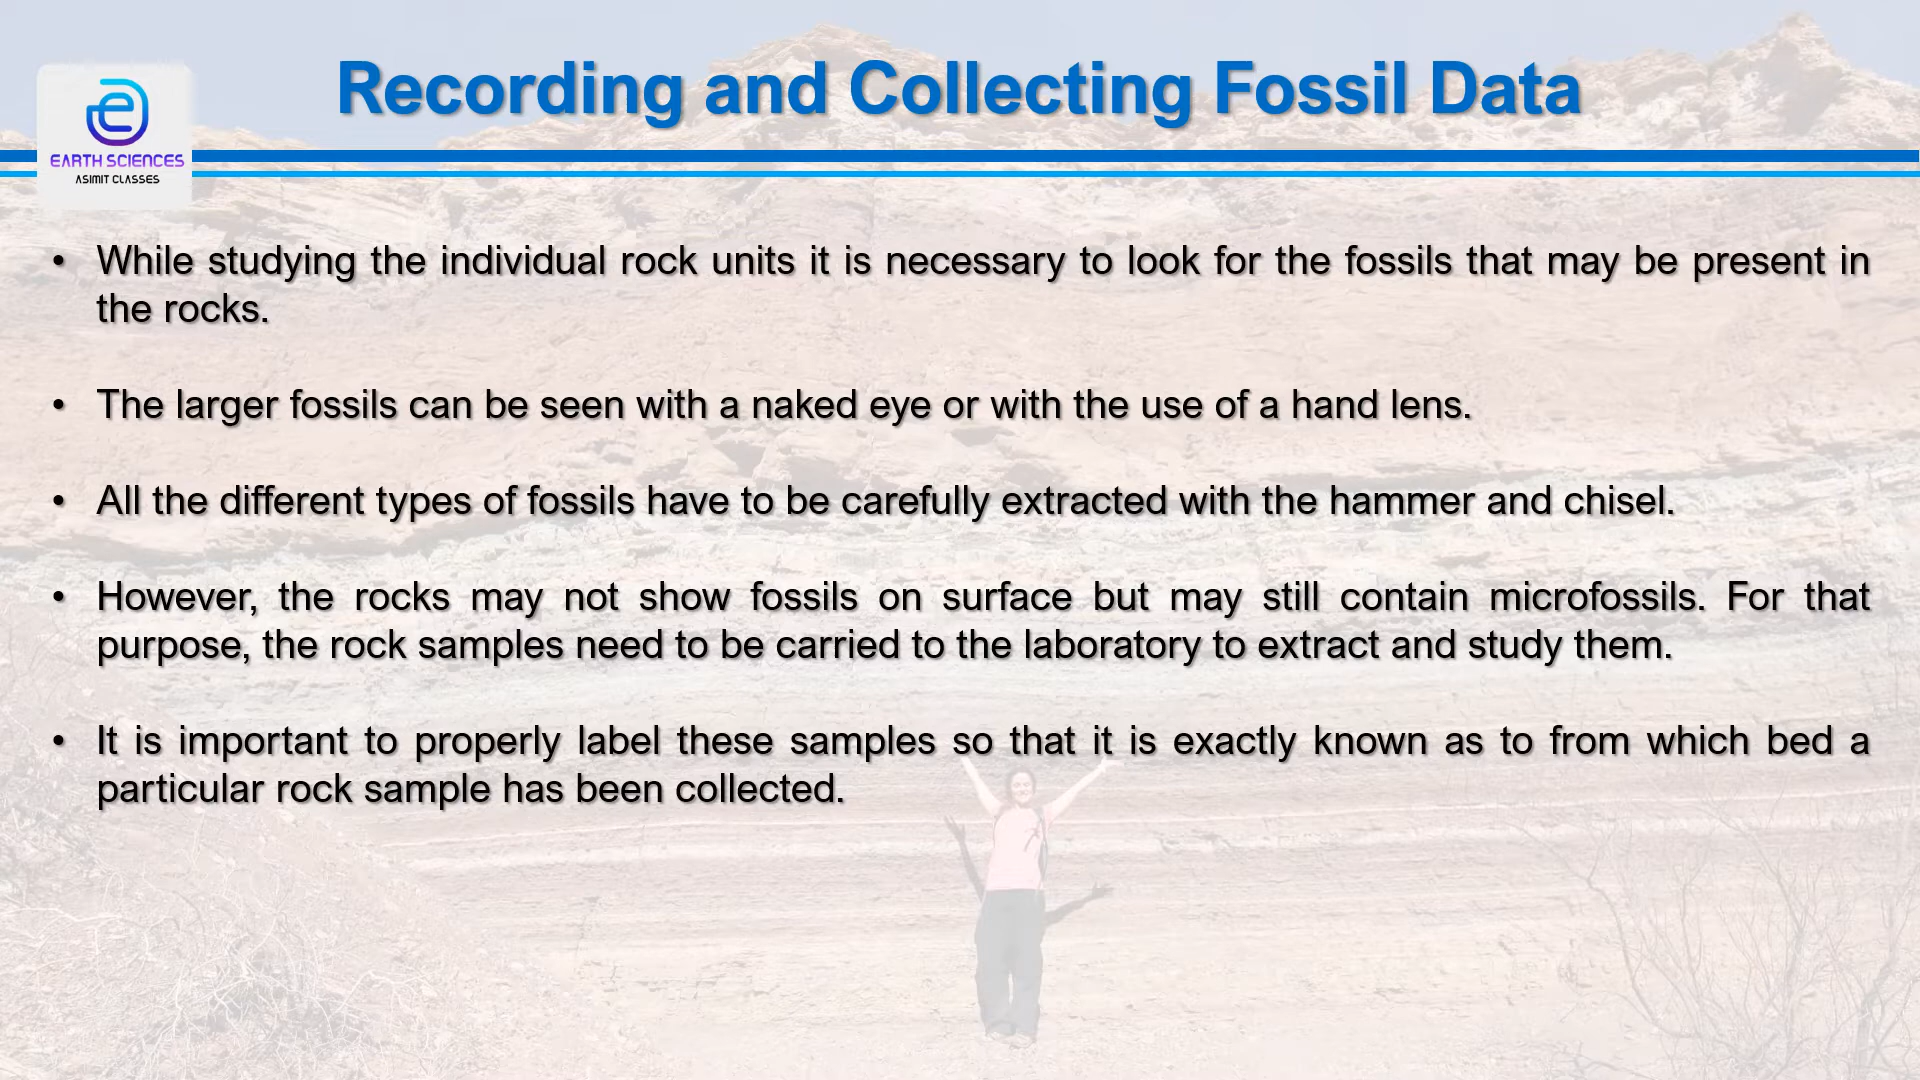 Recording and Collecting Fossil Data
EARTH SCIENCES
ASIMIT CLASSES
• While studying the individual rock units it is necessary to look for the fossils that may be present in
the rocks.
• The larger fossils can be seen with a naked eye or with the use of a hand lens.
• All the different types of fossils have to be carefully extracted with the hammer and chisel.
• However, the rocks may not show fossils on surface but may still contain microfossils. For that
purpose, the rock samples need to be carried to the laboratory to extract and study them.
• It is important to properly label these samples so that it is exactly known as to from which bed a
particular rock sample has been collected.